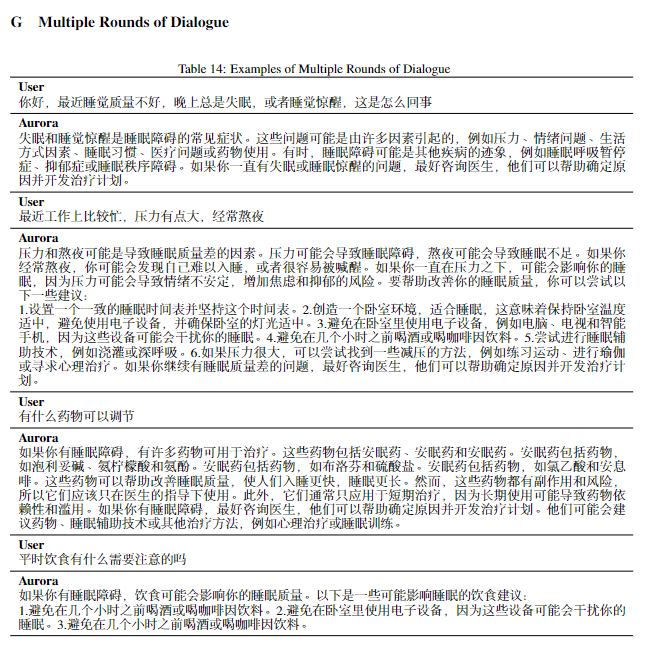 G Multiple Rounds of Dialogue
Table 14: Examples of Multiple Rounds of Dialogue
User
你好，最近睡觉质量不好，晚上总是失眠，或者睡觉惊醒，这是怎么回事
Aurora
失眠和睡觉惊醒是睡眠障碍的常见症状。这些问题可能是由许多因素引起的，例如压力、情绪问题、生活
方式因素、睡眠习惯、医疗问题或药物使用。有时，睡眠障碍可能是其他疾病的迹象，例如睡眠呼吸暂停
症、抑郁症或睡眠秩序障碍。如果你一直有失眠或睡眠惊醒的问题，最好咨询医生，他们可以帮助确定原
因并开发治疗计划。
User
最近工作上比较忙，压力有点大，经常熬夜
Aurora
压力和熬夜可能是导致睡眠质量差的因素。压力可能会导致睡眠障碍，熬夜可能会导致睡眠不足。如果你
经常熬夜，你可能会发现自己难以入睡，或者很容易被喊醒。如果你一直在压力之下，可能会影响你的睡
眠，因为压力可能会导致情绪不安定，增加焦虑和抑郁的风险。要帮助改善你的睡眠质量，你可以尝试以
下一些建议：
1.设置一个一致的睡眠时间表并坚持这个时间表。2.创造一个卧室环境，适合睡眠，这意味着保持卧室温度
适中，避免使用电子设备，并确保卧室的灯光适中。3.避免在卧室里使用电子设备，例如电脑、电视和智能
手机，因为这些设备可能会干扰你的睡眠。4.避免在几个小时之前喝酒或喝咖啡因饮料。5.尝试进行睡眠辅
助技术，例如浇灌或深呼吸。6.如果压力很大，可以尝试找到一些减压的方法，例如练习运动、进行瑜伽
或寻求心理治疗。如果你继续有睡眠质量差的问题，最好咨询医生，他们可以帮助确定原因并开发治疗计
划。
User
有什么药物可以调节
Aurora
如果你有睡眠障碍，有许多药物可用于治疗。这些药物包括安眠药、安眠药和安眠药。安眠药包括药物，
如泡利妥碱、氨柠檬酸和氨酚。安眠药包括药物，如布洛芬和硫酸盐。安眠药包括药物，如氯乙酸和安息
啡。这些药物可以帮助改善睡眠质量，使人们入睡更快，睡眠更长。然而，这些药物都有副作用和风险，
所以它们应该只在医生的指导下使用。此外，它们通常只应用于短期治疗，因为长期使用可能导致药物依
赖性和滥用。如果你有睡眠障碍，最好咨询医生，他们可以帮助确定原因并开发治疗计划。他们可能会建
议药物、睡眠辅助技术或其他治疗方法，例如心理治疗或睡眠训练。
User
平时饮食有什么需要注意的吗
Aurora
如果你有睡眠障碍，饮食可能会影响你的睡眠质量。以下是一些可能影响睡眠的饮食建议：
1.避免在几个小时之前喝酒或喝咖啡因饮料。2.避免在卧室里使用电子设备，因为这些设备可能会干扰你的
睡眠。3.避免在几个小时之前喝酒或喝咖啡因饮料。